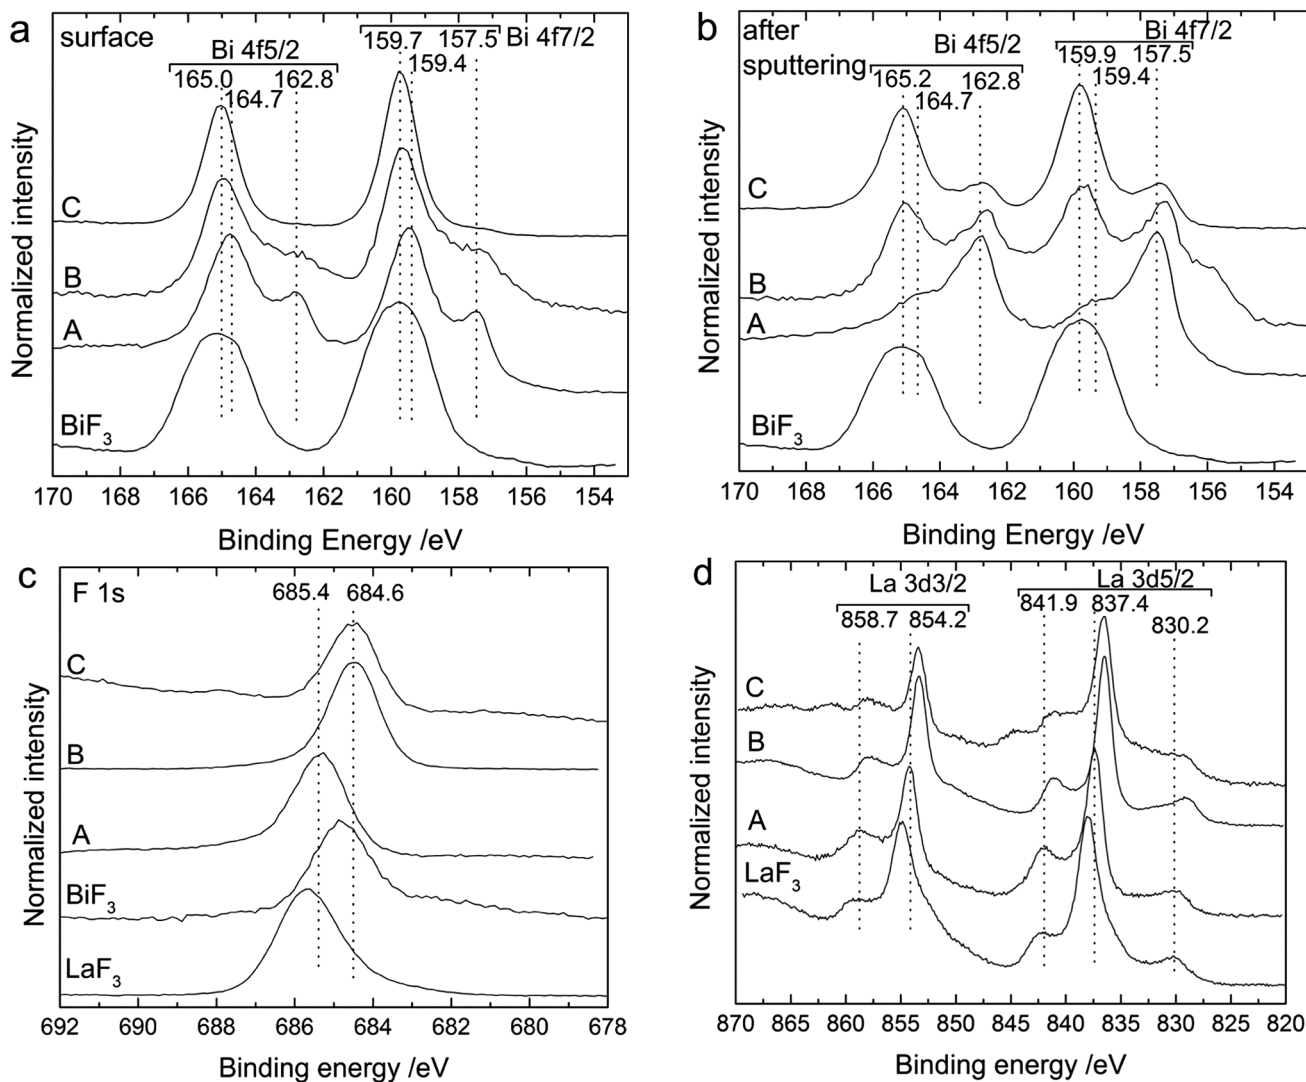 a
surface
Bi 4f5/2
165.0
162.8
164.7
159.7
157.5
Bi 4f7/2
159.4
C
B
A
BiF3
Normalized intensity
170 168 166 164 162 160 158 156 154
Binding Energy /eV
b
after
sputtering
Bi 4f5/2
165.2
162.8
164.7
Bi 4f7/2
159.9
157.5
159.4
C
B
A
BiF3
Normalized intensity
170 168 166 164 162 160 158 156 154
Binding Energy /eV
c
F 1s
685.4
684.6
C
B
A
BiF3
LaF3
Normalized intensity
692 690 688 686 684 682 680 678
Binding energy /eV
d
La 3d3/2
858.7
854.2
La 3d5/2
841.9
837.4
830.2
C
B
A
LaF3
Normalized intensity
870 865 860 855 850 845 840 835 830 825 820
Binding energy /eV